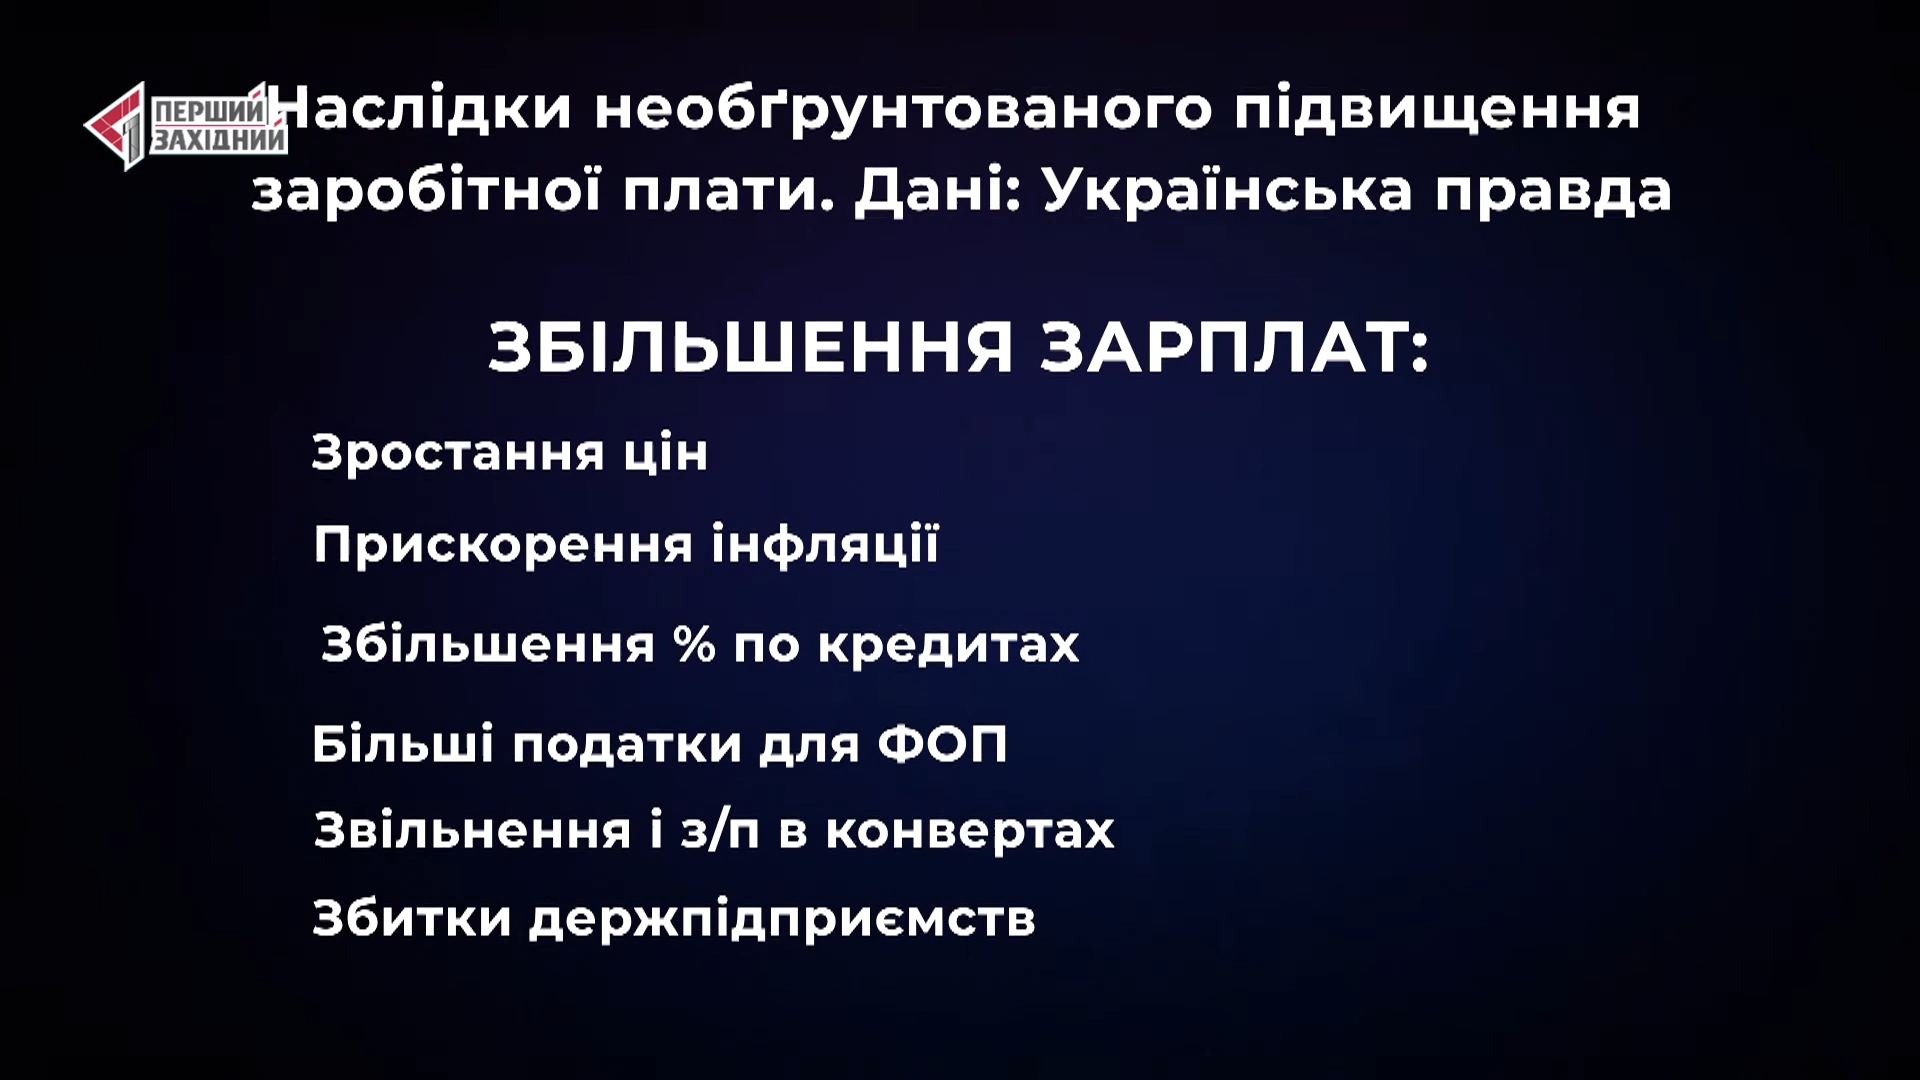 ПЕРШИЙ
ЗАХІДНИЙ
Наслідки необґрунтованого підвищення
заробітної плати. Дані: Українська правда
ЗБІЛЬШЕННЯ ЗАРПЛАТ:
Зростання цін
Прискорення інфляції
Збільшення % по кредитах
Більші податки для ФОП
Звільнення і з/п в конвертах
Збитки держпідприємств